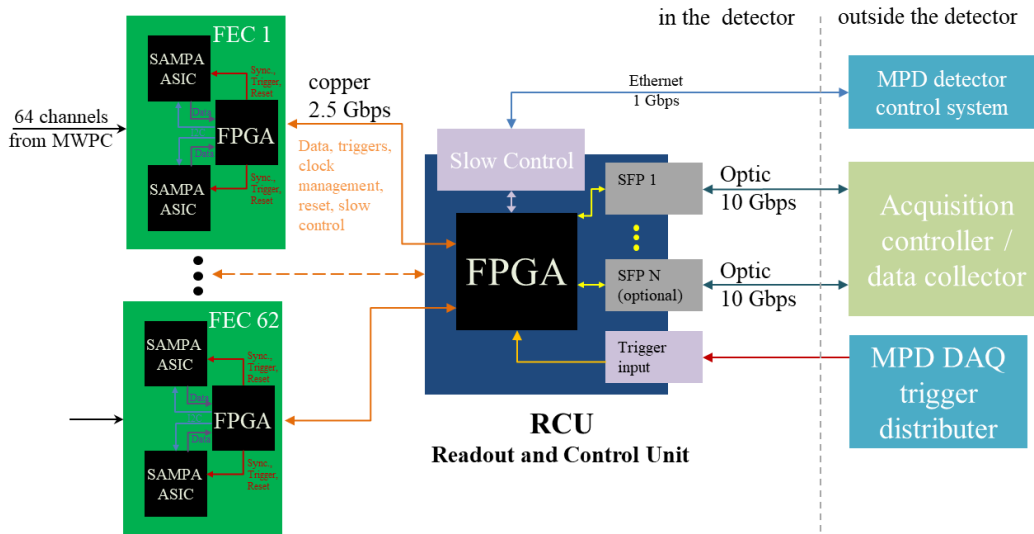 in the detector
outside the detector
FEC 1
SAMPA
ASIC
Sync.,
Trigger,
Reset
Data
FPGA
Data
SAMPA
ASIC
Sync.,
Trigger,
Reset
64 channels
from MWPC
copper
2.5 Gbps
Data, triggers,
clock
management,
reset, slow
control
Ethernet
1 Gbps
MPD detector
control system
Slow Control
SFP 1
Optic
10 Gbps
FPGA
Acquisition
controller /
data collector
SFP N
(optional)
Optic
10 Gbps
Trigger
input
MPD DAQ
trigger
distributer
RCU
Readout and Control Unit
FEC 62
SAMPA
ASIC
Sync.,
Trigger,
Reset
Data
FPGA
Data
SAMPA
ASIC
Sync.,
Trigger,
Reset